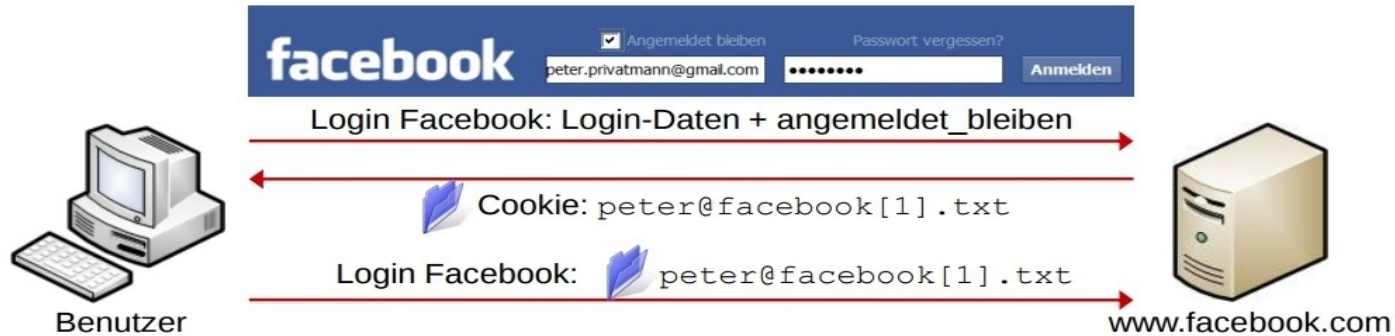 facebook
Angemeldet bleiben Passwort vergessen?
peter.privatmann@gmail.com •••••••• Anmelden
Login Facebook: Login-Daten + angemeldet_bleiben
Cookie: peter@facebook[1].txt
Login Facebook: peter@facebook[1].txt
Benutzer
www.facebook.com